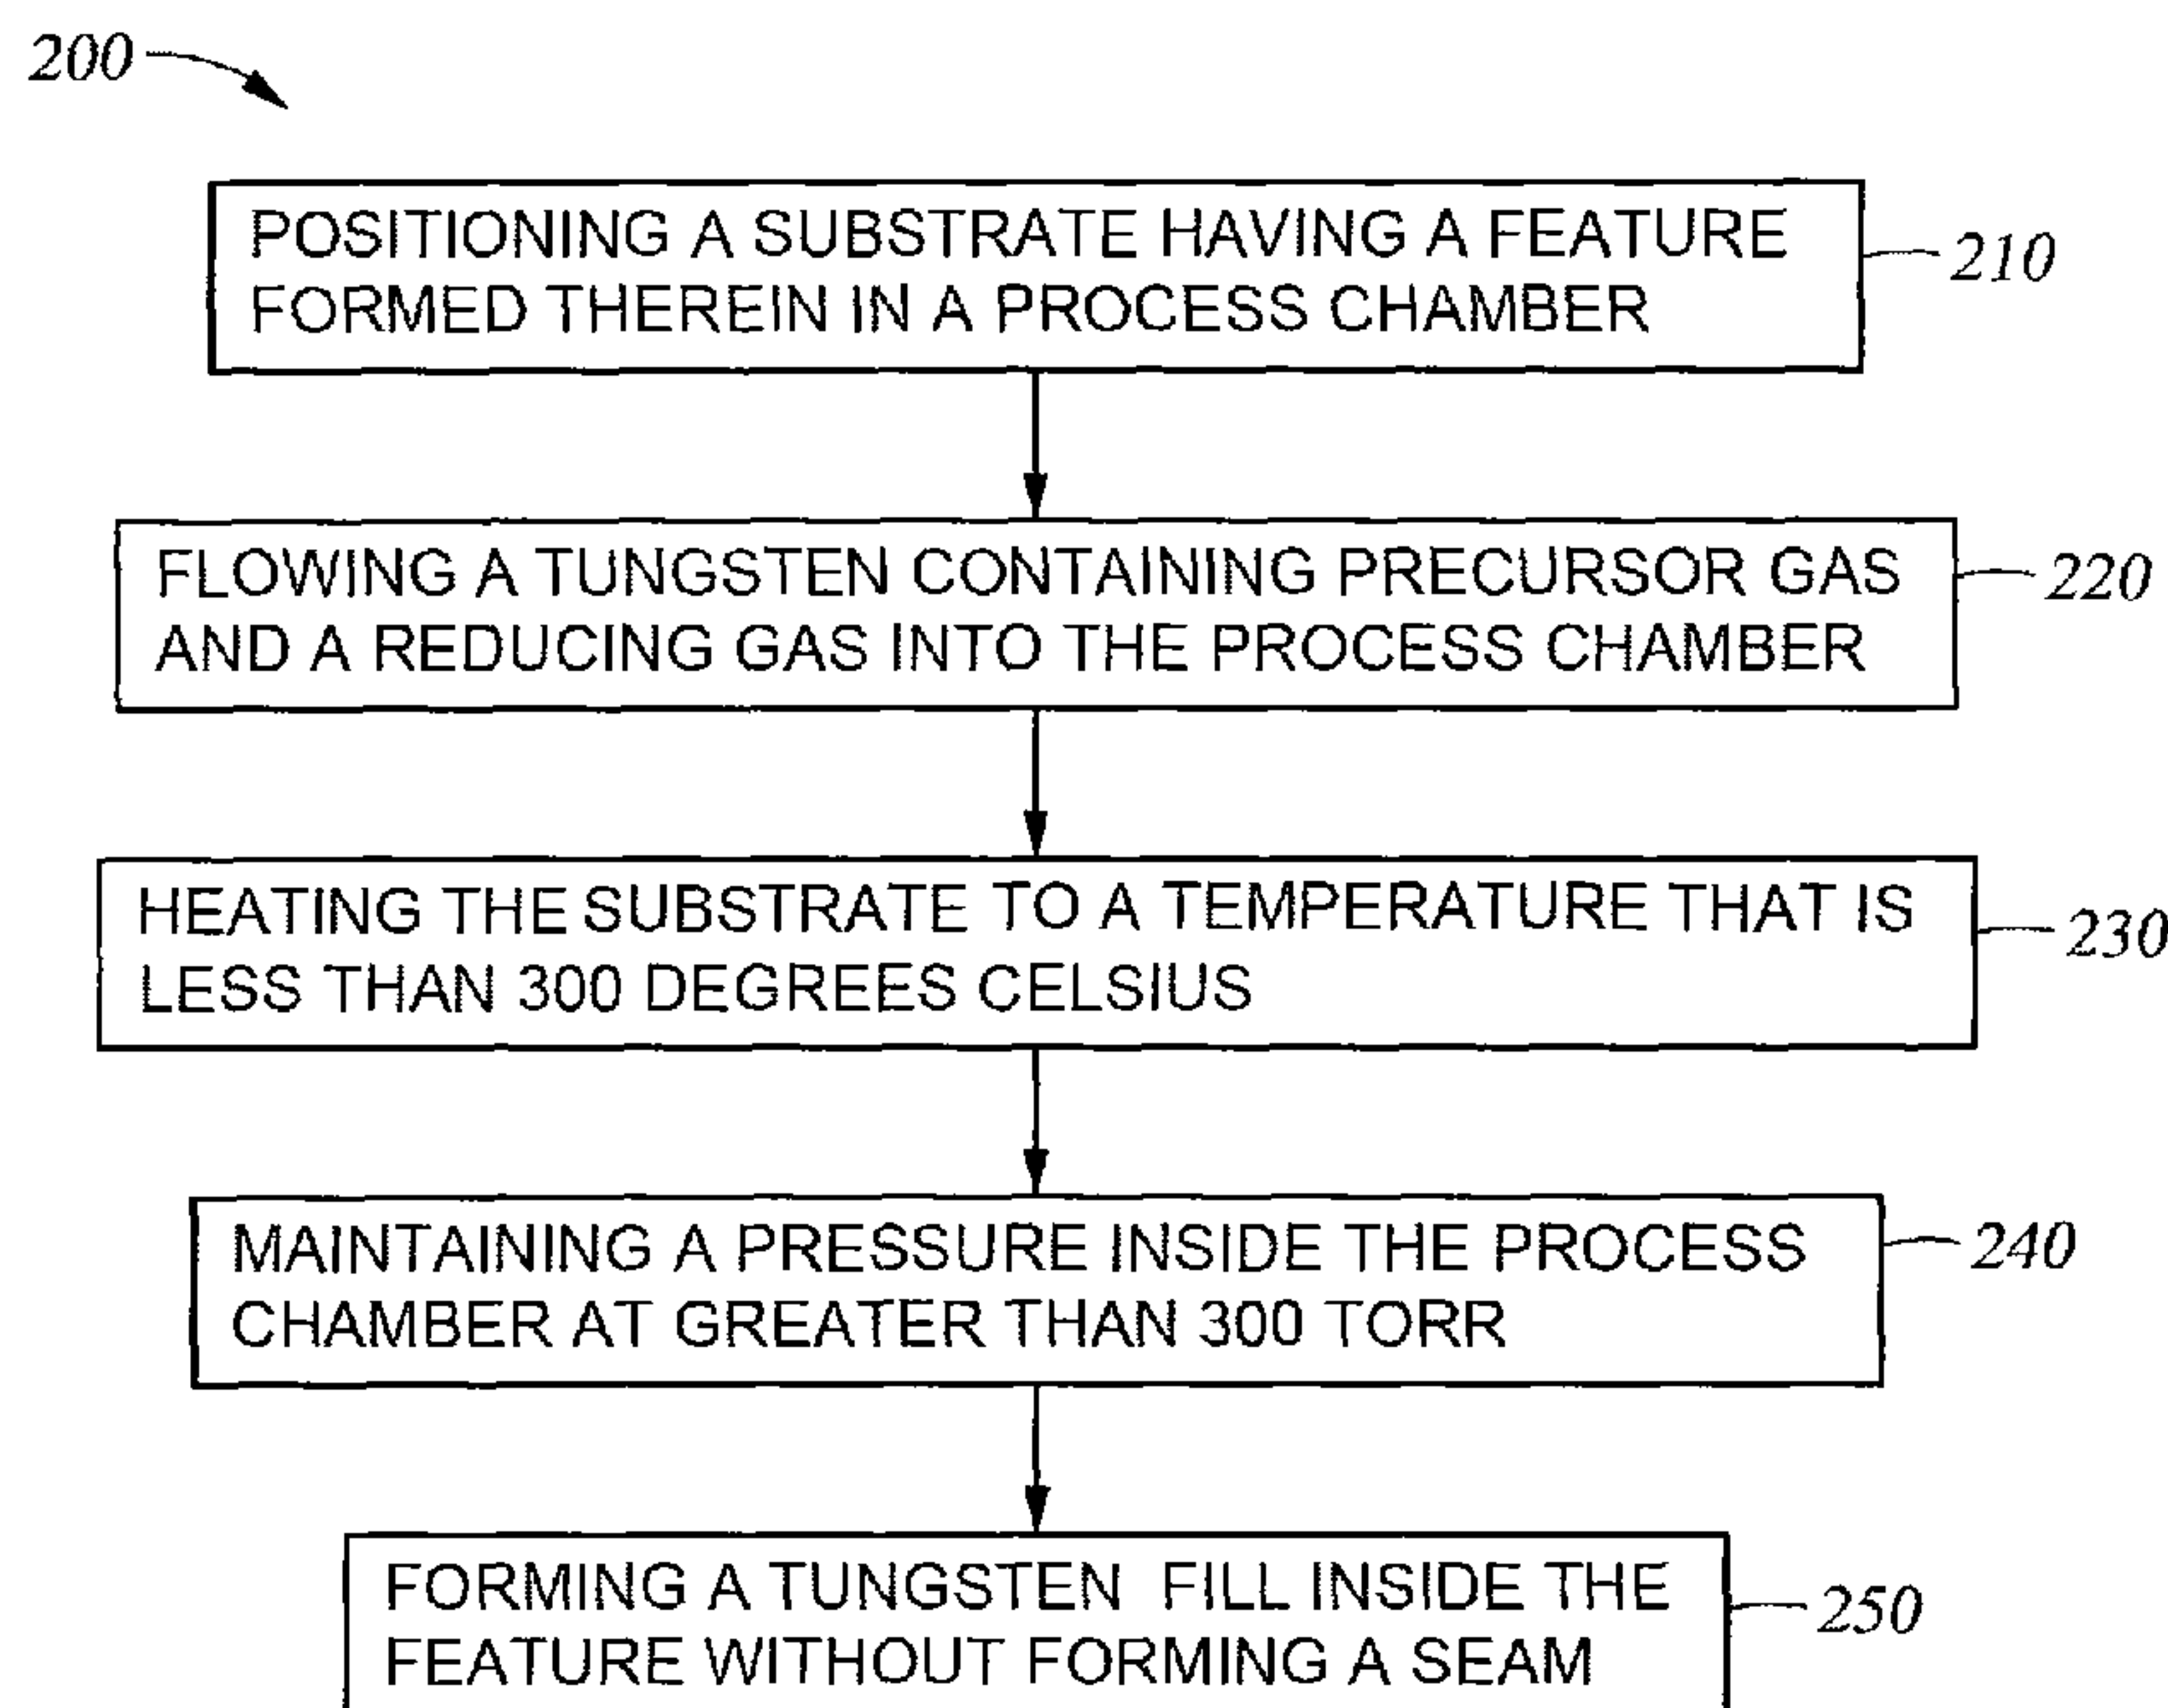 200
POSITIONING A SUBSTRATE HAVING A FEATURE
FORMED THEREIN IN A PROCESS CHAMBER
210
FLOWING A TUNGSTEN CONTAINING PRECURSOR GAS
AND A REDUCING GAS INTO THE PROCESS CHAMBER
220
HEATING THE SUBSTRATE TO A TEMPERATURE THAT IS
LESS THAN 300 DEGREES CELSIUS
230
MAINTAINING A PRESSURE INSIDE THE PROCESS
CHAMBER AT GREATER THAN 300 TORR
240
FORMING A TUNGSTEN FILL INSIDE THE
FEATURE WITHOUT FORMING A SEAM
250